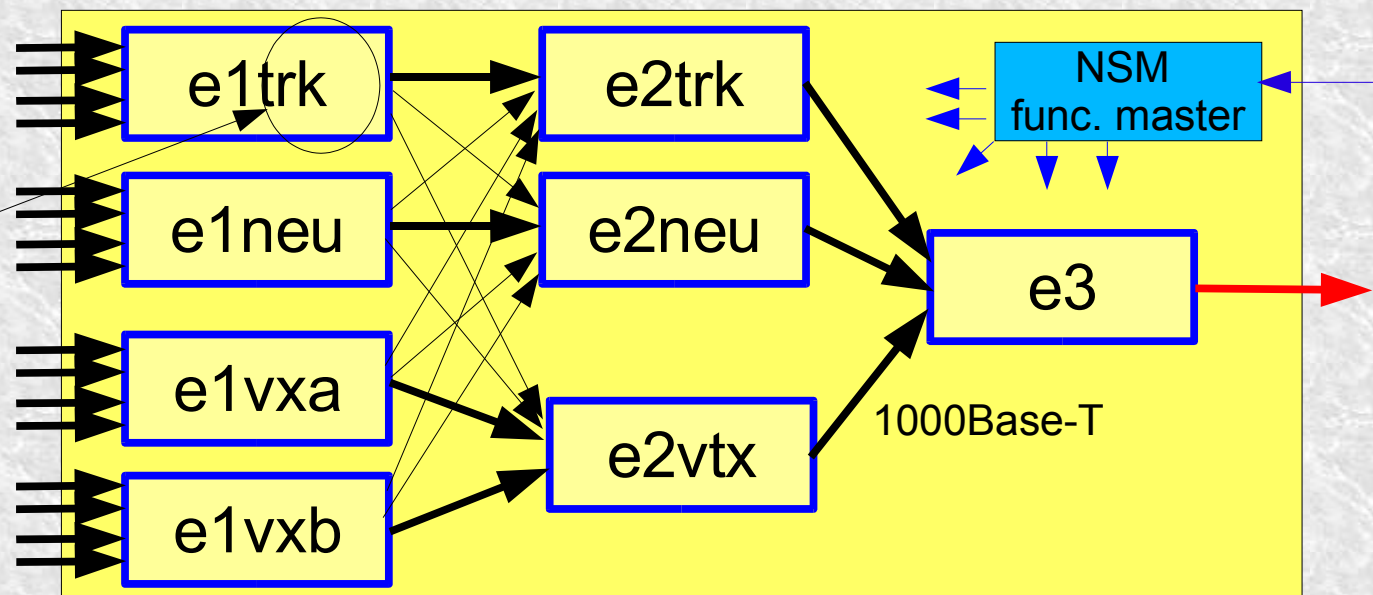 e1trk
e2trk
NSM
func. master
e1neu
e2neu
e3
e1vxa
1000Base-T
e2vtx
e1vxb